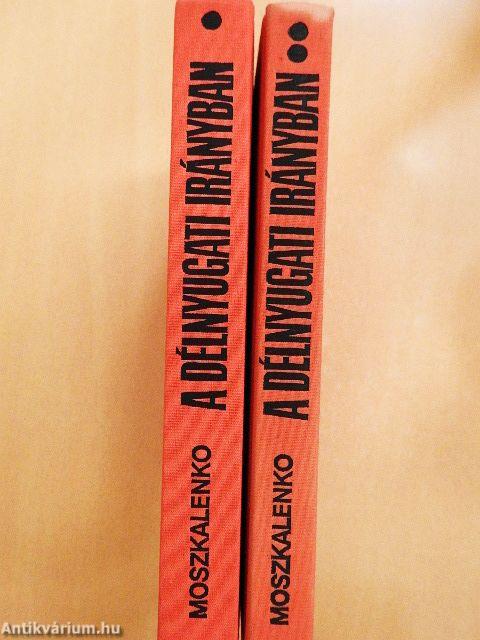 MOSZKALENKO A DÉLNYUGATI IRÁNYBAN
MOSZKALENKO A DÉLNYUGATI IRÁNYBAN
Antikvárium.hu